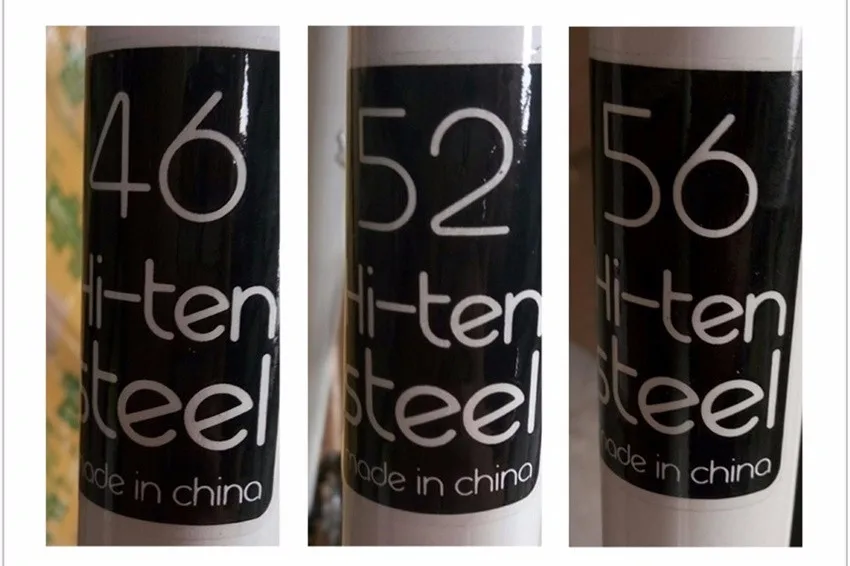 46
Hi-ten
steel
made in china
52
Hi-ten
steel
made in china
56
Hi-ten
steel
made in china